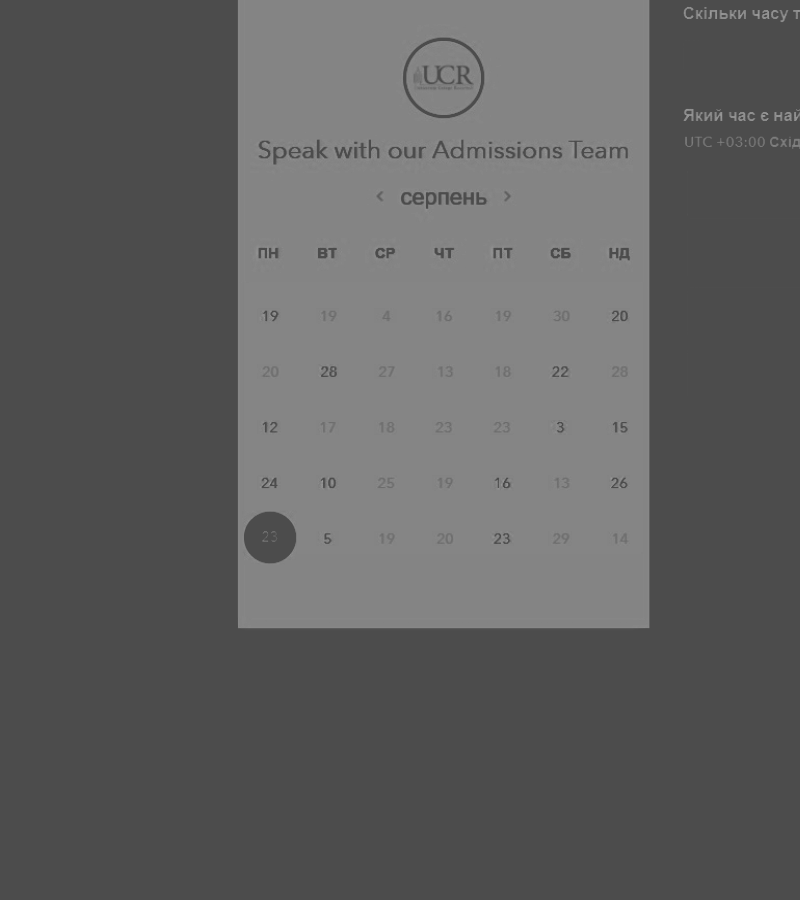 Скільки часу т
UCR
Speak with our Admissions Team
Який час є най
UTC +03:00 Схід
‹ серпень ›
ПН ВТ СР ЧТ ПТ СБ НД
19 19 4 16 19 30 20
20 28 27 13 18 22 28
12 17 18 23 23 3 15
24 10 25 19 16 13 26
23 5 19 20 23 29 14